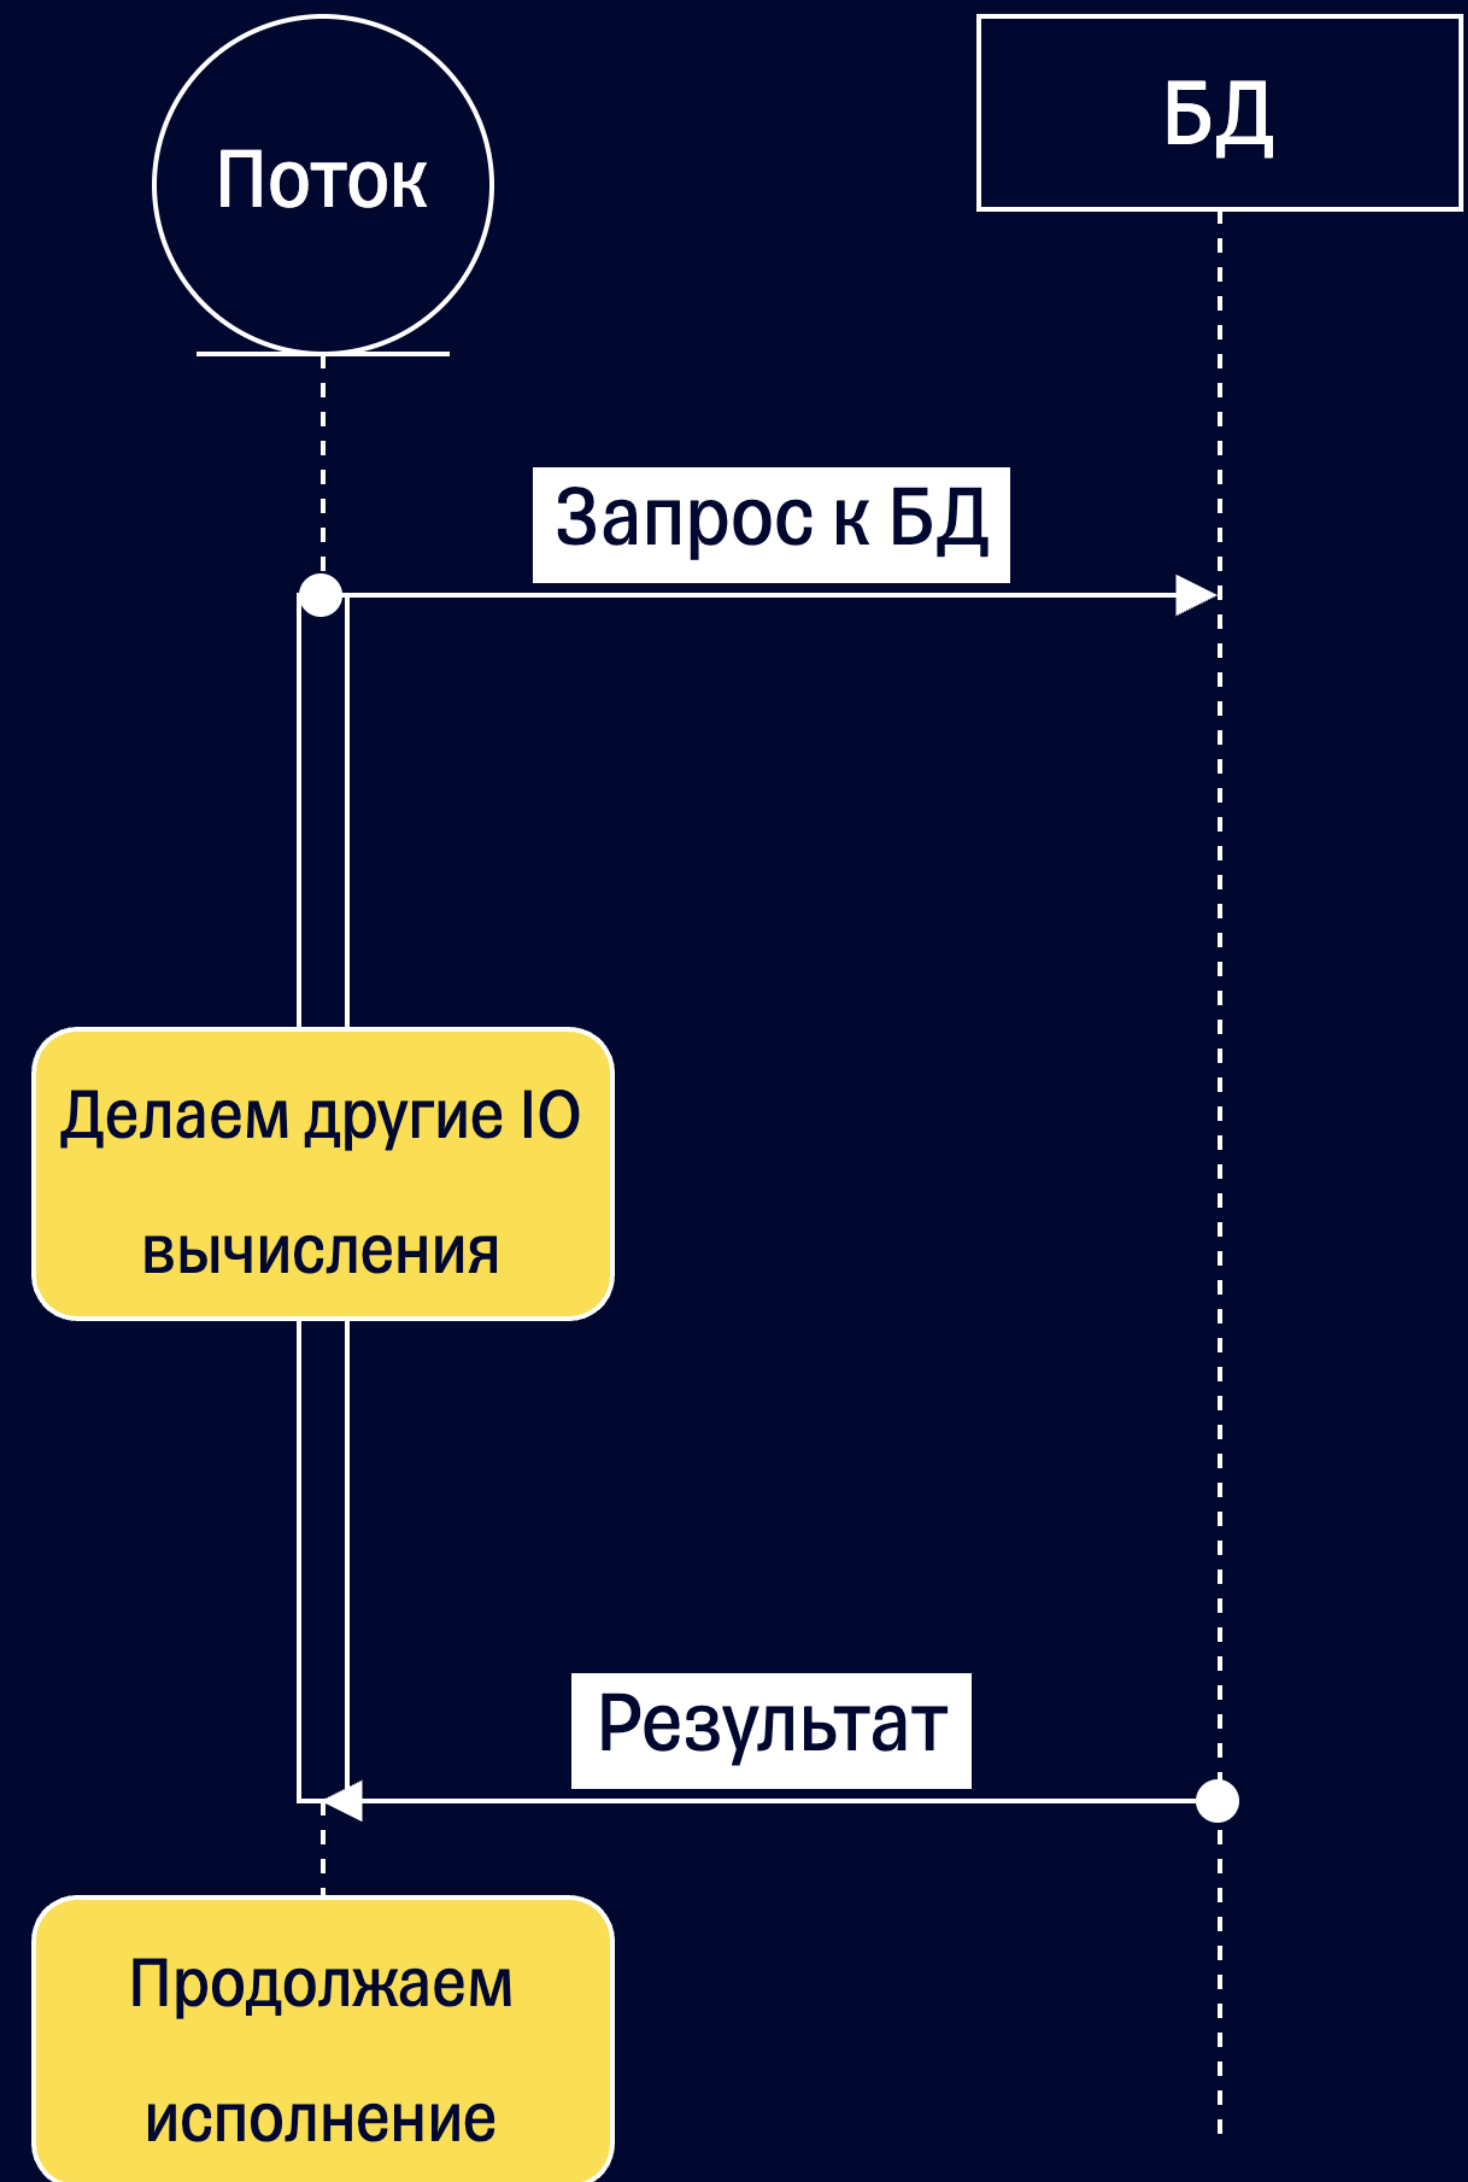 Поток
БД
Запрос к БД
Делаем другие IO
вычисления
Результат
Продолжаем
исполнение